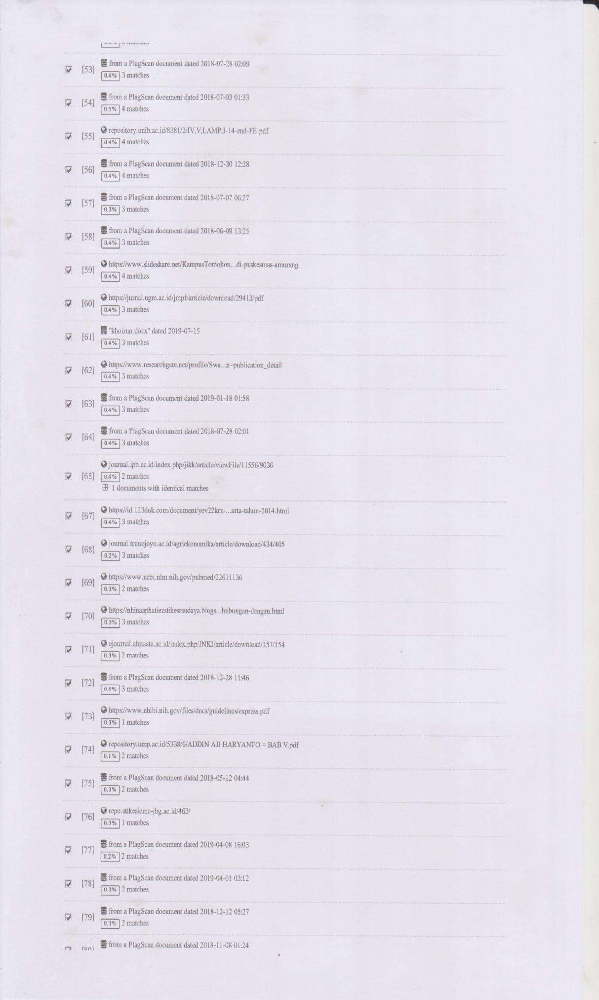 [53] from a PlagScan document dated 2018-07-28 02:09
0.4% 3 matches
[54] from a PlagScan document dated 2018-07-03 01:33
0.5% 4 matches
[55] repository.unib.ac.id/8381/2/IV,V,LAMP,I-14-end-FE.pdf
0.4% 4 matches
[56] from a PlagScan document dated 2018-12-30 12:28
0.4% 4 matches
[57] from a PlagScan document dated 2018-07-07 06:27
0.3% 3 matches
[58] from a PlagScan document dated 2018-06-09 13:25
0.4% 3 matches
[59] https://www.slideshare.net/KampusTomohon...di-puskesmas-amurang
0.4% 4 matches
[60] https://jurnal.ugm.ac.id/jmpf/article/download/29413/pdf
0.4% 3 matches
[61] "khoirun.docx" dated 2019-07-15
0.4% 3 matches
[62] https://www.researchgate.net/profile/Swa...n=publication_detail
0.4% 3 matches
[63] from a PlagScan document dated 2019-01-18 01:58
0.4% 3 matches
[64] from a PlagScan document dated 2018-07-28 02:01
0.4% 3 matches
[65] journal.ipb.ac.id/index.php/jikk/article/viewFile/11556/9036
0.4% 2 matches
1 documents with identical matches
[67] https://id.123dok.com/document/yev22krz-...arta-tahun-2014.html
0.4% 3 matches
[68] journal.trunojoyo.ac.id/agriekonomika/article/download/434/405
0.2% 3 matches
[69] https://www.ncbi.nlm.nih.gov/pubmed/22611136
0.3% 2 matches
[70] https://nhinaaphatiezstikesrsudaya.blogs...hubungan-dengan.html
0.3% 3 matches
[71] ejournal.almaata.ac.id/index.php/JNKI/article/download/157/154
0.3% 2 matches
[72] from a PlagScan document dated 2018-12-28 11:46
0.4% 3 matches
[73] https://www.nhlbi.nih.gov/files/docs/guidelines/express.pdf
0.3% 1 matches
[74] repository.ump.ac.id/5338/6/ADDIN AJI HARYANTO = BAB V.pdf
0.1% 2 matches
[75] from a PlagScan document dated 2018-05-12 04:44
0.3% 2 matches
[76] repo.stikesicme-jbg.ac.id/463/
0.3% 1 matches
[77] from a PlagScan document dated 2019-04-08 16:03
0.2% 2 matches
[78] from a PlagScan document dated 2019-04-01 03:12
0.3% 2 matches
[79] from a PlagScan document dated 2018-12-12 05:27
0.3% 2 matches
from a PlagScan document dated 2018-11-08 01:24